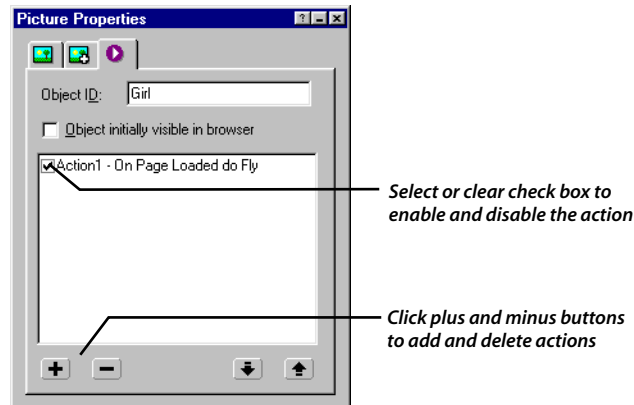 Picture Properties
Object ID:
Girl
Object initially visible in browser
Action1 - On Page Loaded do Fly
Select or clear check box to
enable and disable the action
Click plus and minus buttons
to add and delete actions